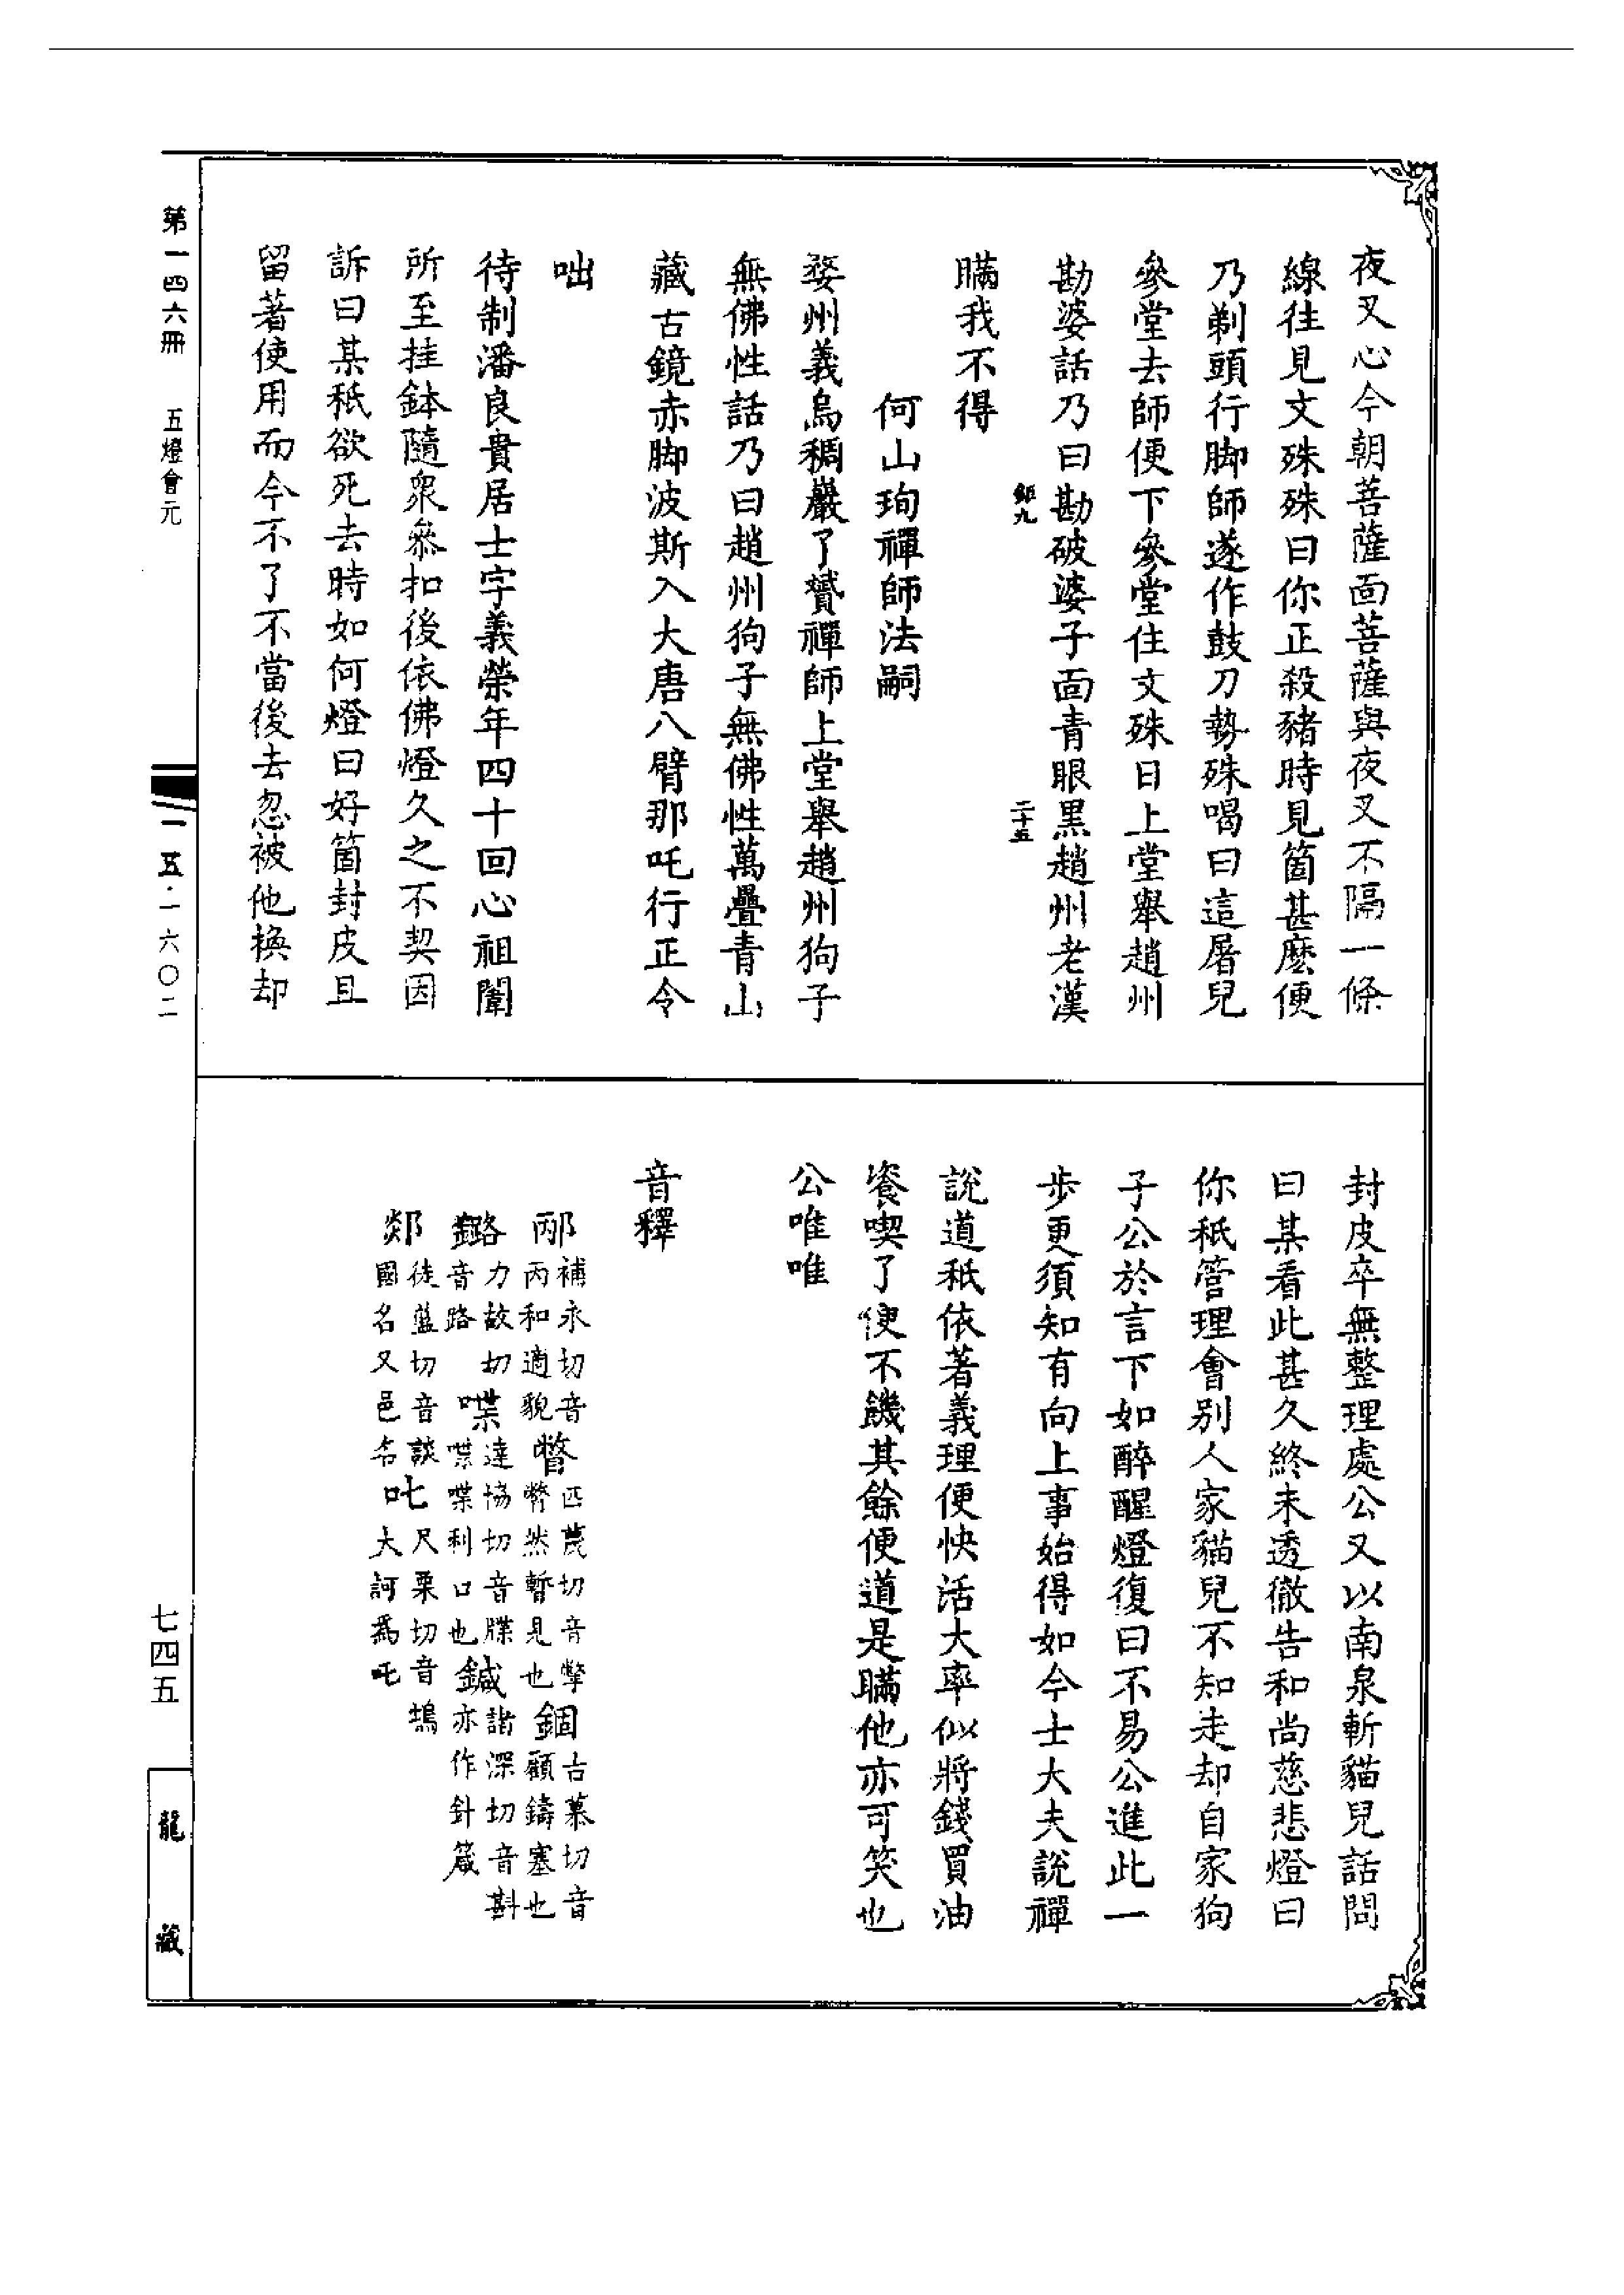 夜叉心今朝菩薩面菩薩與夜叉不隔一條
線往見文殊殊曰你正殺豬時見箇甚麽便
乃剃頭行脚師遂作鼓刀勢殊喝曰這屠兒
參堂去師便下參堂住文殊日上堂舉趙州
勘婆話乃曰勘破婆子面青眼黑趙州老漢
鉅九 二十五
瞞我不得
何山珣禪師法嗣
婺州義烏稠巖了贇禪師上堂舉趙州狗子
無佛性話乃曰趙州狗子無佛性萬疊青山
藏古鏡赤脚波斯入大唐八臂那吒行正令
咄
待制潘良貴居士字義榮年四十回心祖闈
所至挂鉢隨衆叅扣後依佛燈久之不契因
訴曰某秖欲死去時如何燈曰好箇封皮且
留著使用而今不了不當後去忽被他換却
封皮卒無整理處公又以南泉斬貓兒話問
曰某看此甚久終未透徹告和尚慈悲燈曰
你秖管理會別人家貓兒不知走却自家狗
子公於言下如醉醒燈復曰不易公進此一
步更須知有向上事始得如今士大夫說禪
說道秖依著義理便快活大率似將錢買油
餈喫了便不饑其餘便道是瞞他亦可笑也
公唯唯
音釋
邴補永切音丙和適貌瞥匹蔑切音撆然暫見也錮古慕切音顧鑄塞也
鏴力故切音路喋達協切音牒喋喋利口也鍼諸深切音斟亦作針箴
郯徒藍切音談國名又邑名叱尺栗切音鴆大訶爲叱
第一四六冊 五燈會元
一五·一六〇二
七四五
龍藏